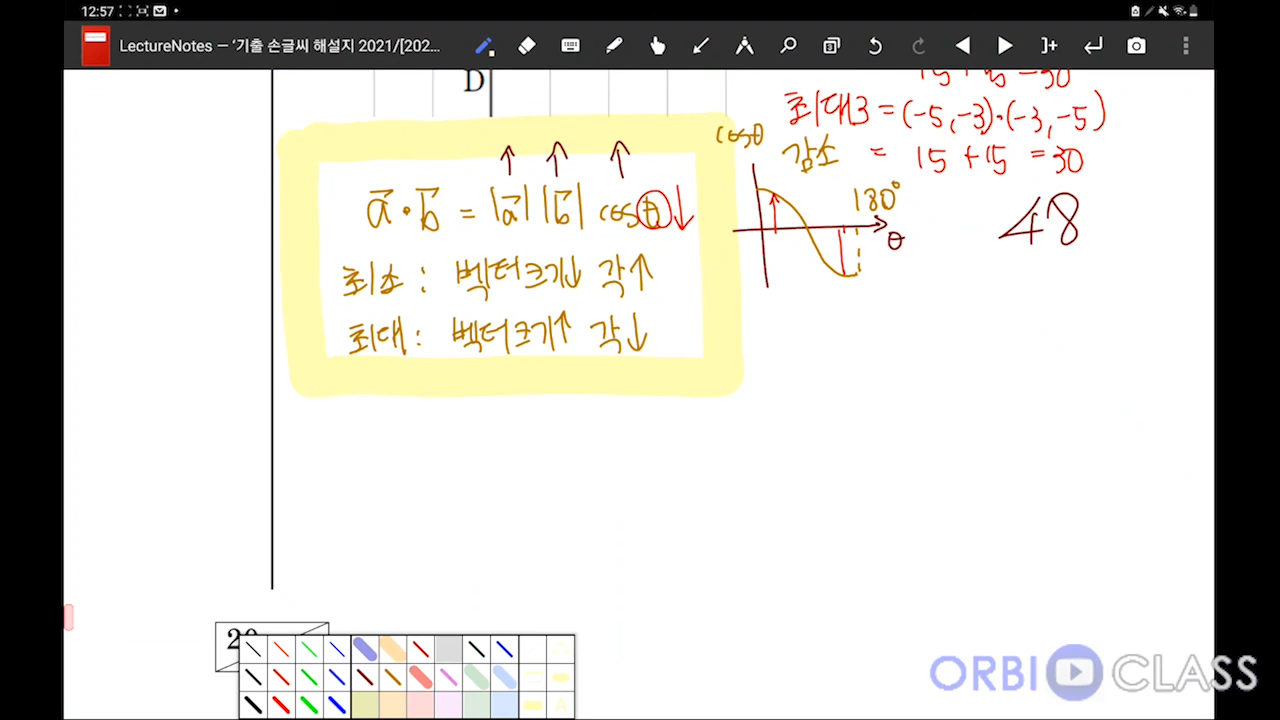 12:57
LectureNotes – ‘기출 손글씨 해설지 2021/[202...
D
최대3 = (-5,-3)•(-3,-5)
감소 = 15 + 15 = 30
cosθ
180°
θ
48
a • b = |a| |b| cosθ ↓
최소 : 벡터크기↓ 각↑
최대 : 벡터크기↑ 각↓
ORBI CLASS